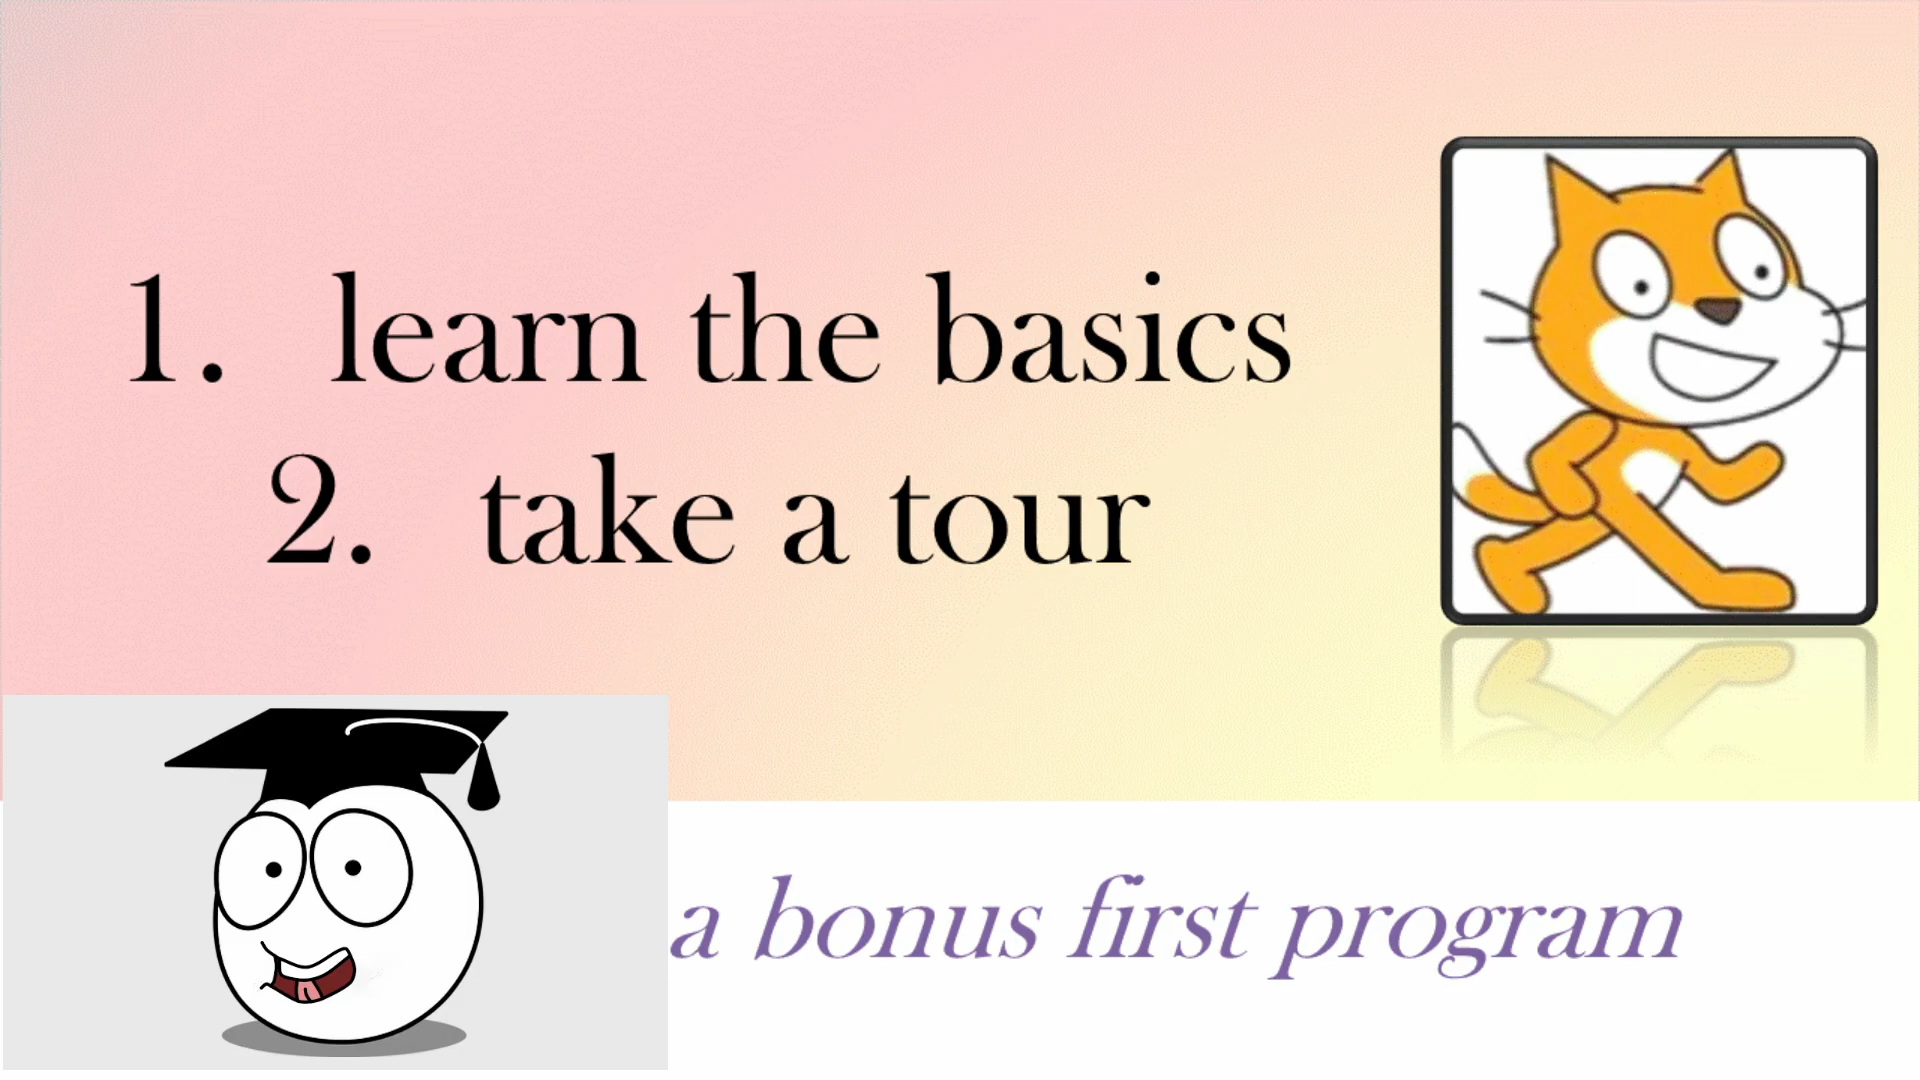 1. learn the basics
2. take a tour
a bonus first program